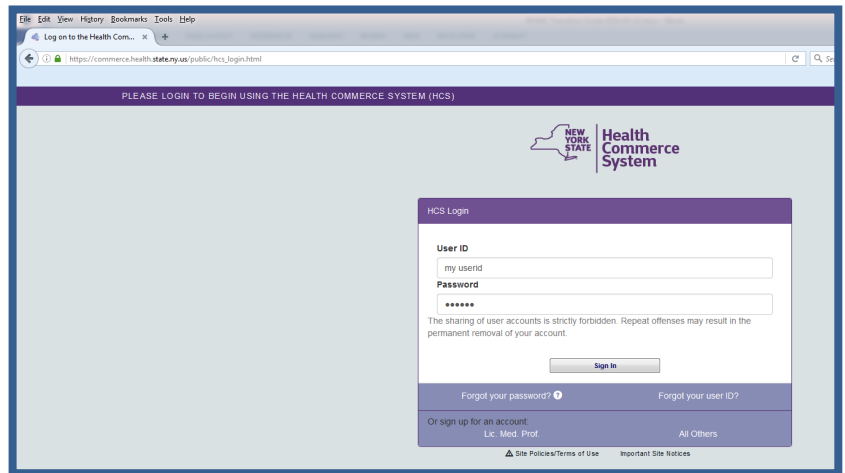 File Edit View History Bookmarks Tools Help
Log on to the Health Com... × +
https://commerce.health.state.ny.us/public/hcs_login.html
PLEASE LOGIN TO BEGIN USING THE HEALTH COMMERCE SYSTEM (HCS)
NEW YORK STATE
Health Commerce System
HCS Login
User ID
my userid
Password
••••••
The sharing of user accounts is strictly forbidden. Repeat offenses may result in the
permanent removal of your account.
Sign In
Forgot your password? ? Forgot your user ID?
Or sign up for an account:
Lic. Med. Prof. All Others
Site Policies/Terms of Use Important Site Notices